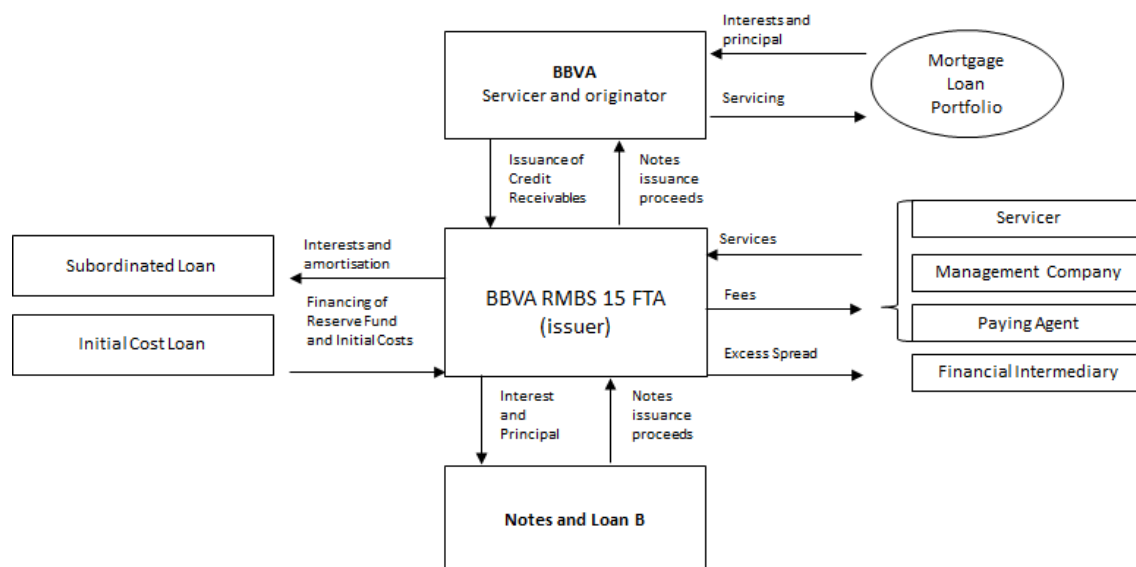 Interests and
principal
BBVA
Servicer and originator
Servicing
Mortgage
Loan
Portfolio
Issuance of
Credit
Receivables
Notes
issuance
proceeds
Servicer
Services
Interests and
amortisation
Subordinated Loan
Management Company
BBVA RMBS 15 FTA
(issuer)
Fees
Financing of
Reserve Fund
and Initial Costs
Initial Cost Loan
Paying Agent
Excess Spread
Financial Intermediary
Interest
and
Principal
Notes
issuance
proceeds
Notes and Loan B